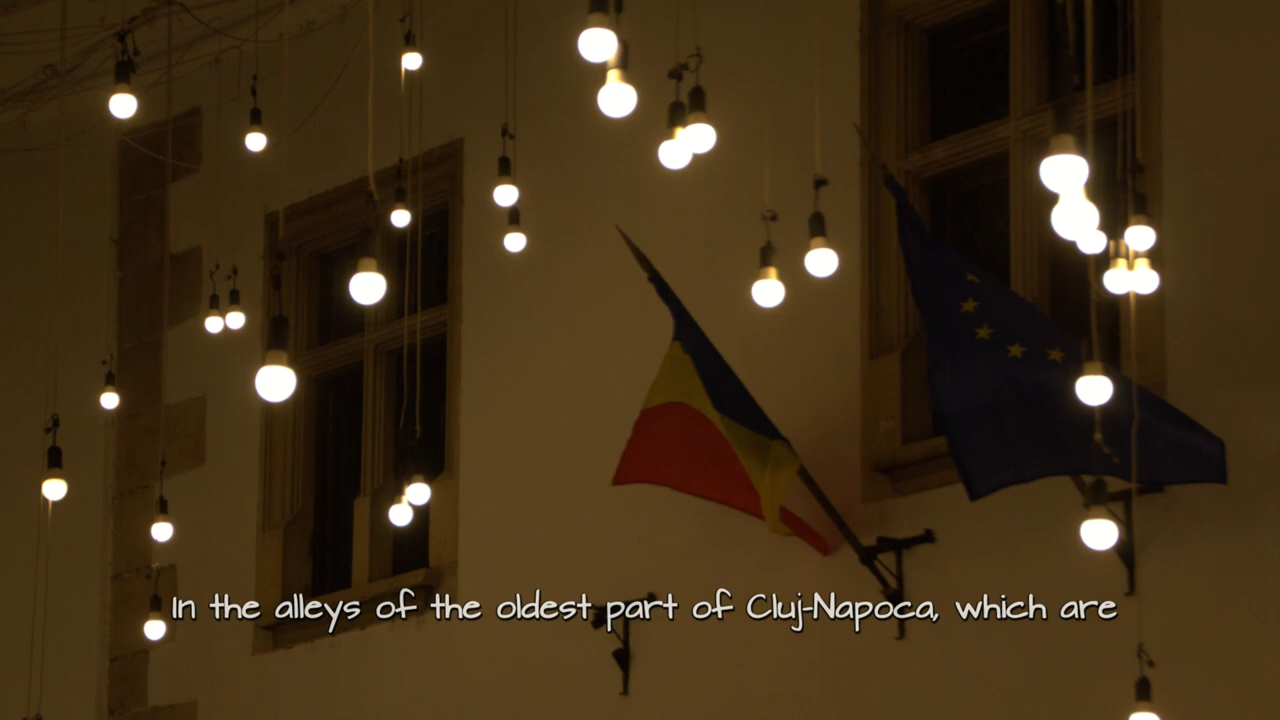 In the alleys of the oldest part of Cluj-Napoca, which are